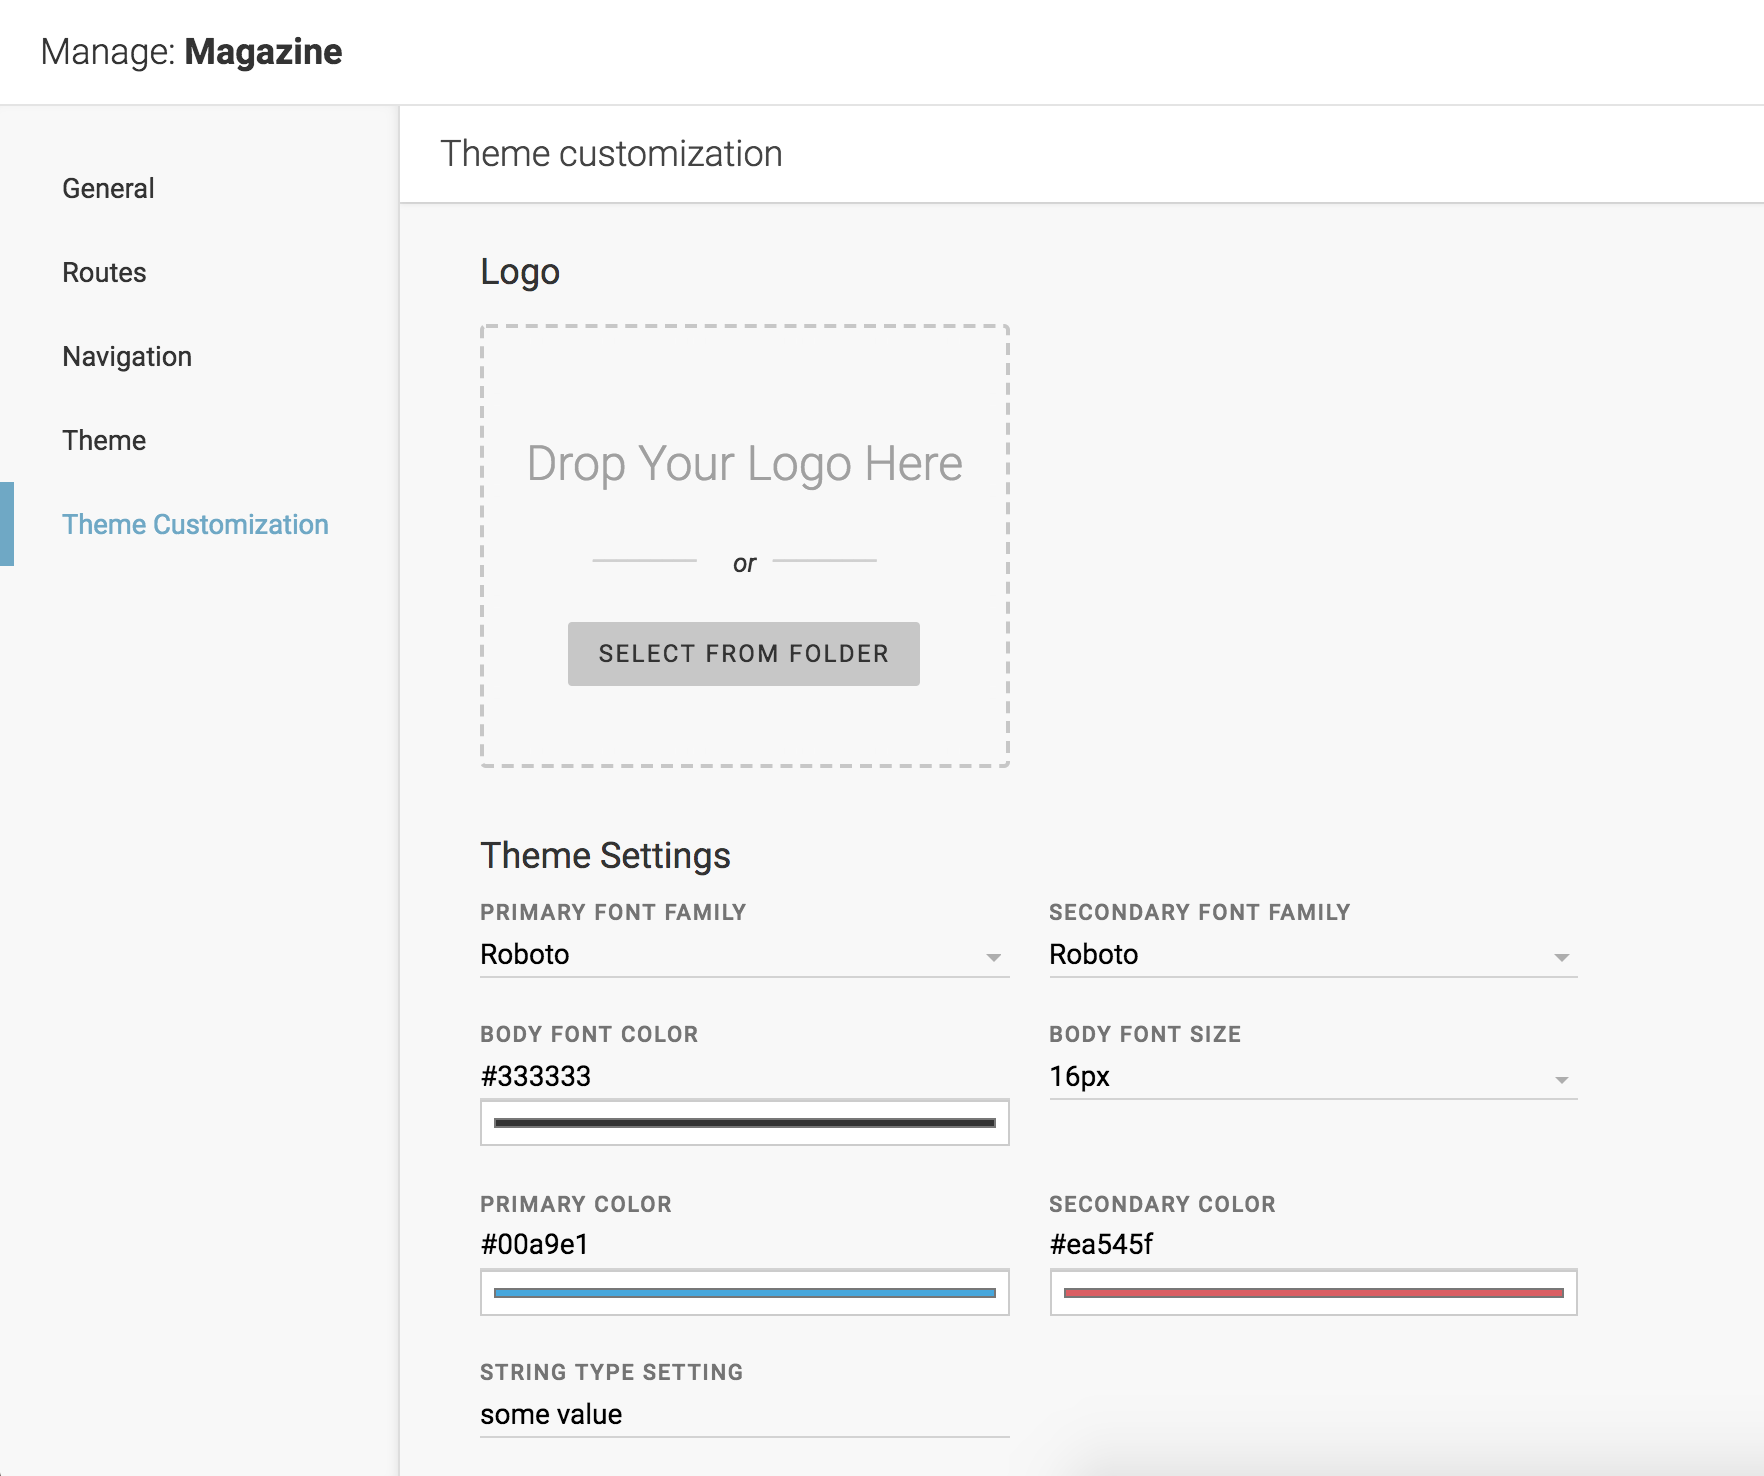 Manage: Magazine
General
Routes
Navigation
Theme
Theme Customization
Theme customization
Logo
Drop Your Logo Here
or
SELECT FROM FOLDER
Theme Settings
PRIMARY FONT FAMILY
Roboto
SECONDARY FONT FAMILY
Roboto
BODY FONT COLOR
#333333
BODY FONT SIZE
16px
PRIMARY COLOR
#00a9e1
SECONDARY COLOR
#ea545f
STRING TYPE SETTING
some value